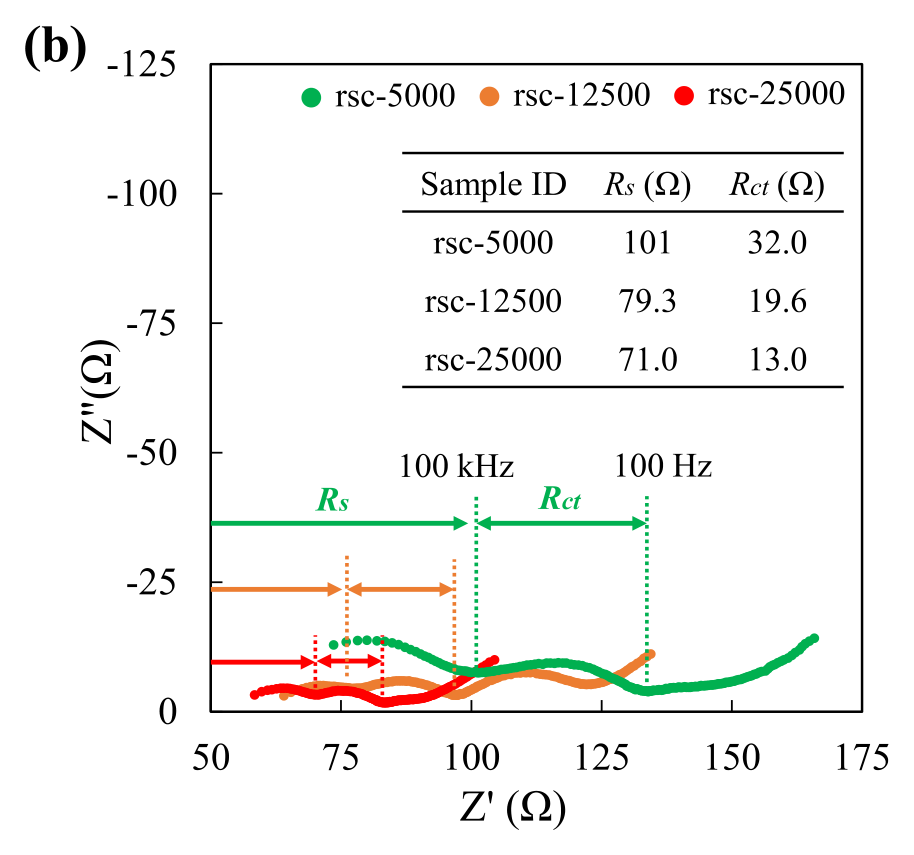 (b)
rsc-5000 rsc-12500 rsc-25000
Sample ID Rs (Ω) Rct (Ω)
rsc-5000 101 32.0
rsc-12500 79.3 19.6
rsc-25000 71.0 13.0
-125
-100
-75
-50
-25
0
Z''(Ω)
100 kHz 100 Hz
Rs Rct
50 75 100 125 150 175
Z' (Ω)